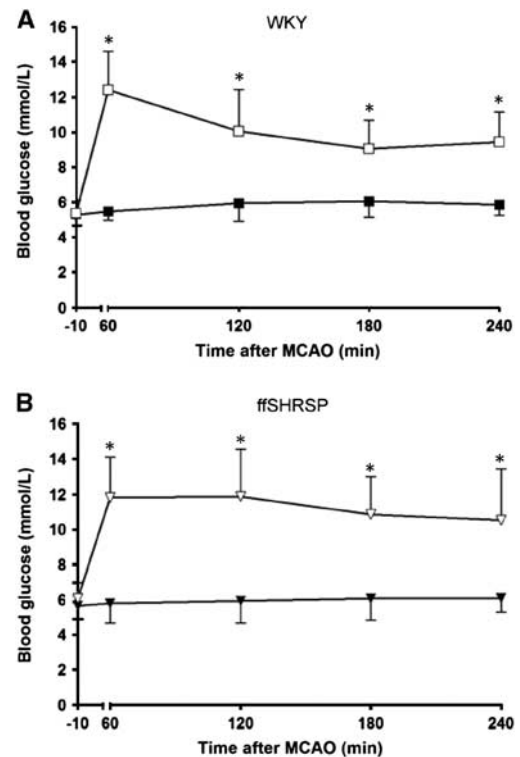 A
WKY
16
14
12
10
8
6
4
2
0
Blood glucose (mmol/L)
* * * * 
-10 60 120 180 240
Time after MCAO (min)
B
ffSHRSP
16
14
12
10
8
6
4
2
0
Blood glucose (mmol/L)
* * * *
-10 60 120 180 240
Time after MCAO (min)